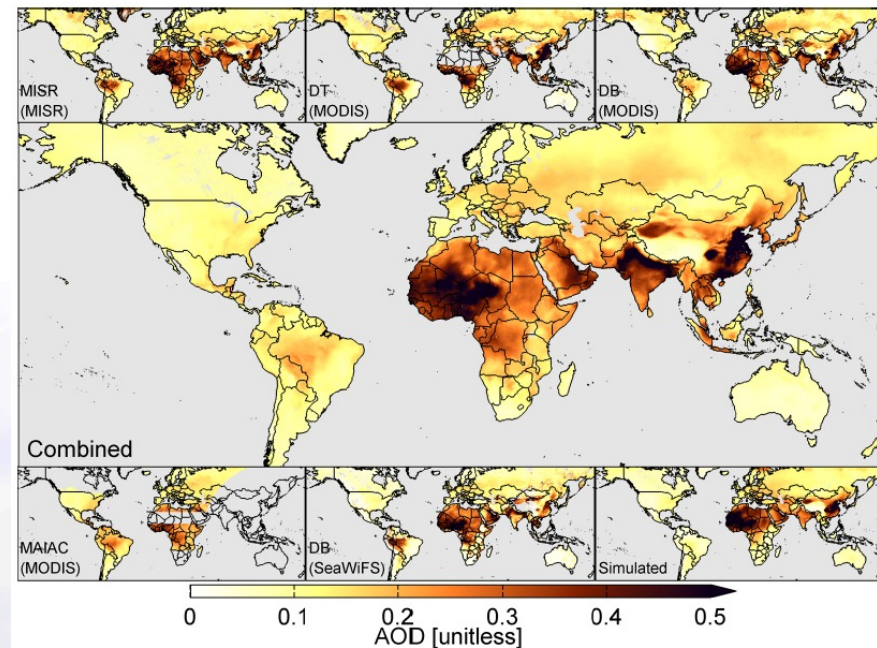 MISR
(MISR)
DT
(MODIS)
DB
(MODIS)
Combined
MAIAC
(MODIS)
DB
(SeaWiFS)
Simulated
0 0.1 0.2 0.3 0.4 0.5
AOD [unitless]